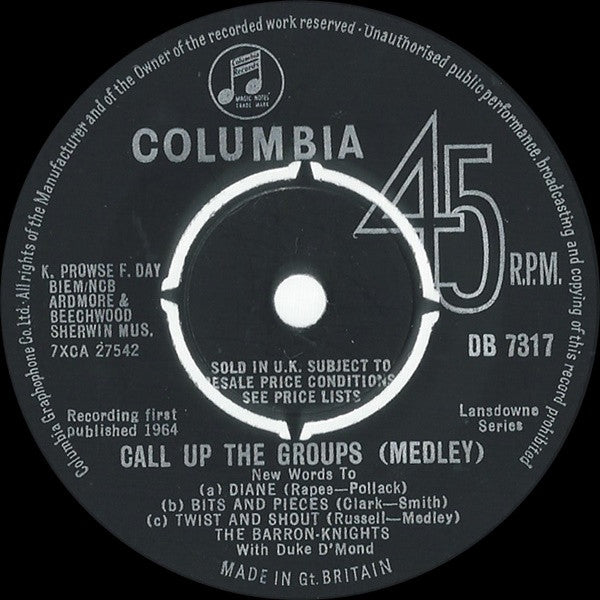 Columbia Graphophone Co. Ltd. · All rights of the Manufacturer and of the Owner of the recorded work reserved · Unauthorised public performance, broadcasting and copying of this record prohibited
Columbia
Records
MAGIC NOTES
TRADE MARK
COLUMBIA
45
R.P.M.
K. PROWSE F. DAY
BIEM/NCB
ARDMORE &
BEECHWOOD
SHERWIN MUS.
7XCA 27542
DB 7317
SOLD IN U.K. SUBJECT TO
RESALE PRICE CONDITIONS
SEE PRICE LISTS
Recording first
published 1964
Lansdowne
Series
CALL UP THE GROUPS (MEDLEY)
New Words To
(a) DIANE (Rapee—Pollack)
(b) BITS AND PIECES (Clark—Smith)
(c) TWIST AND SHOUT (Russell—Medley)
THE BARRON-KNIGHTS
With Duke D'Mond
MADE IN Gt. BRITAIN